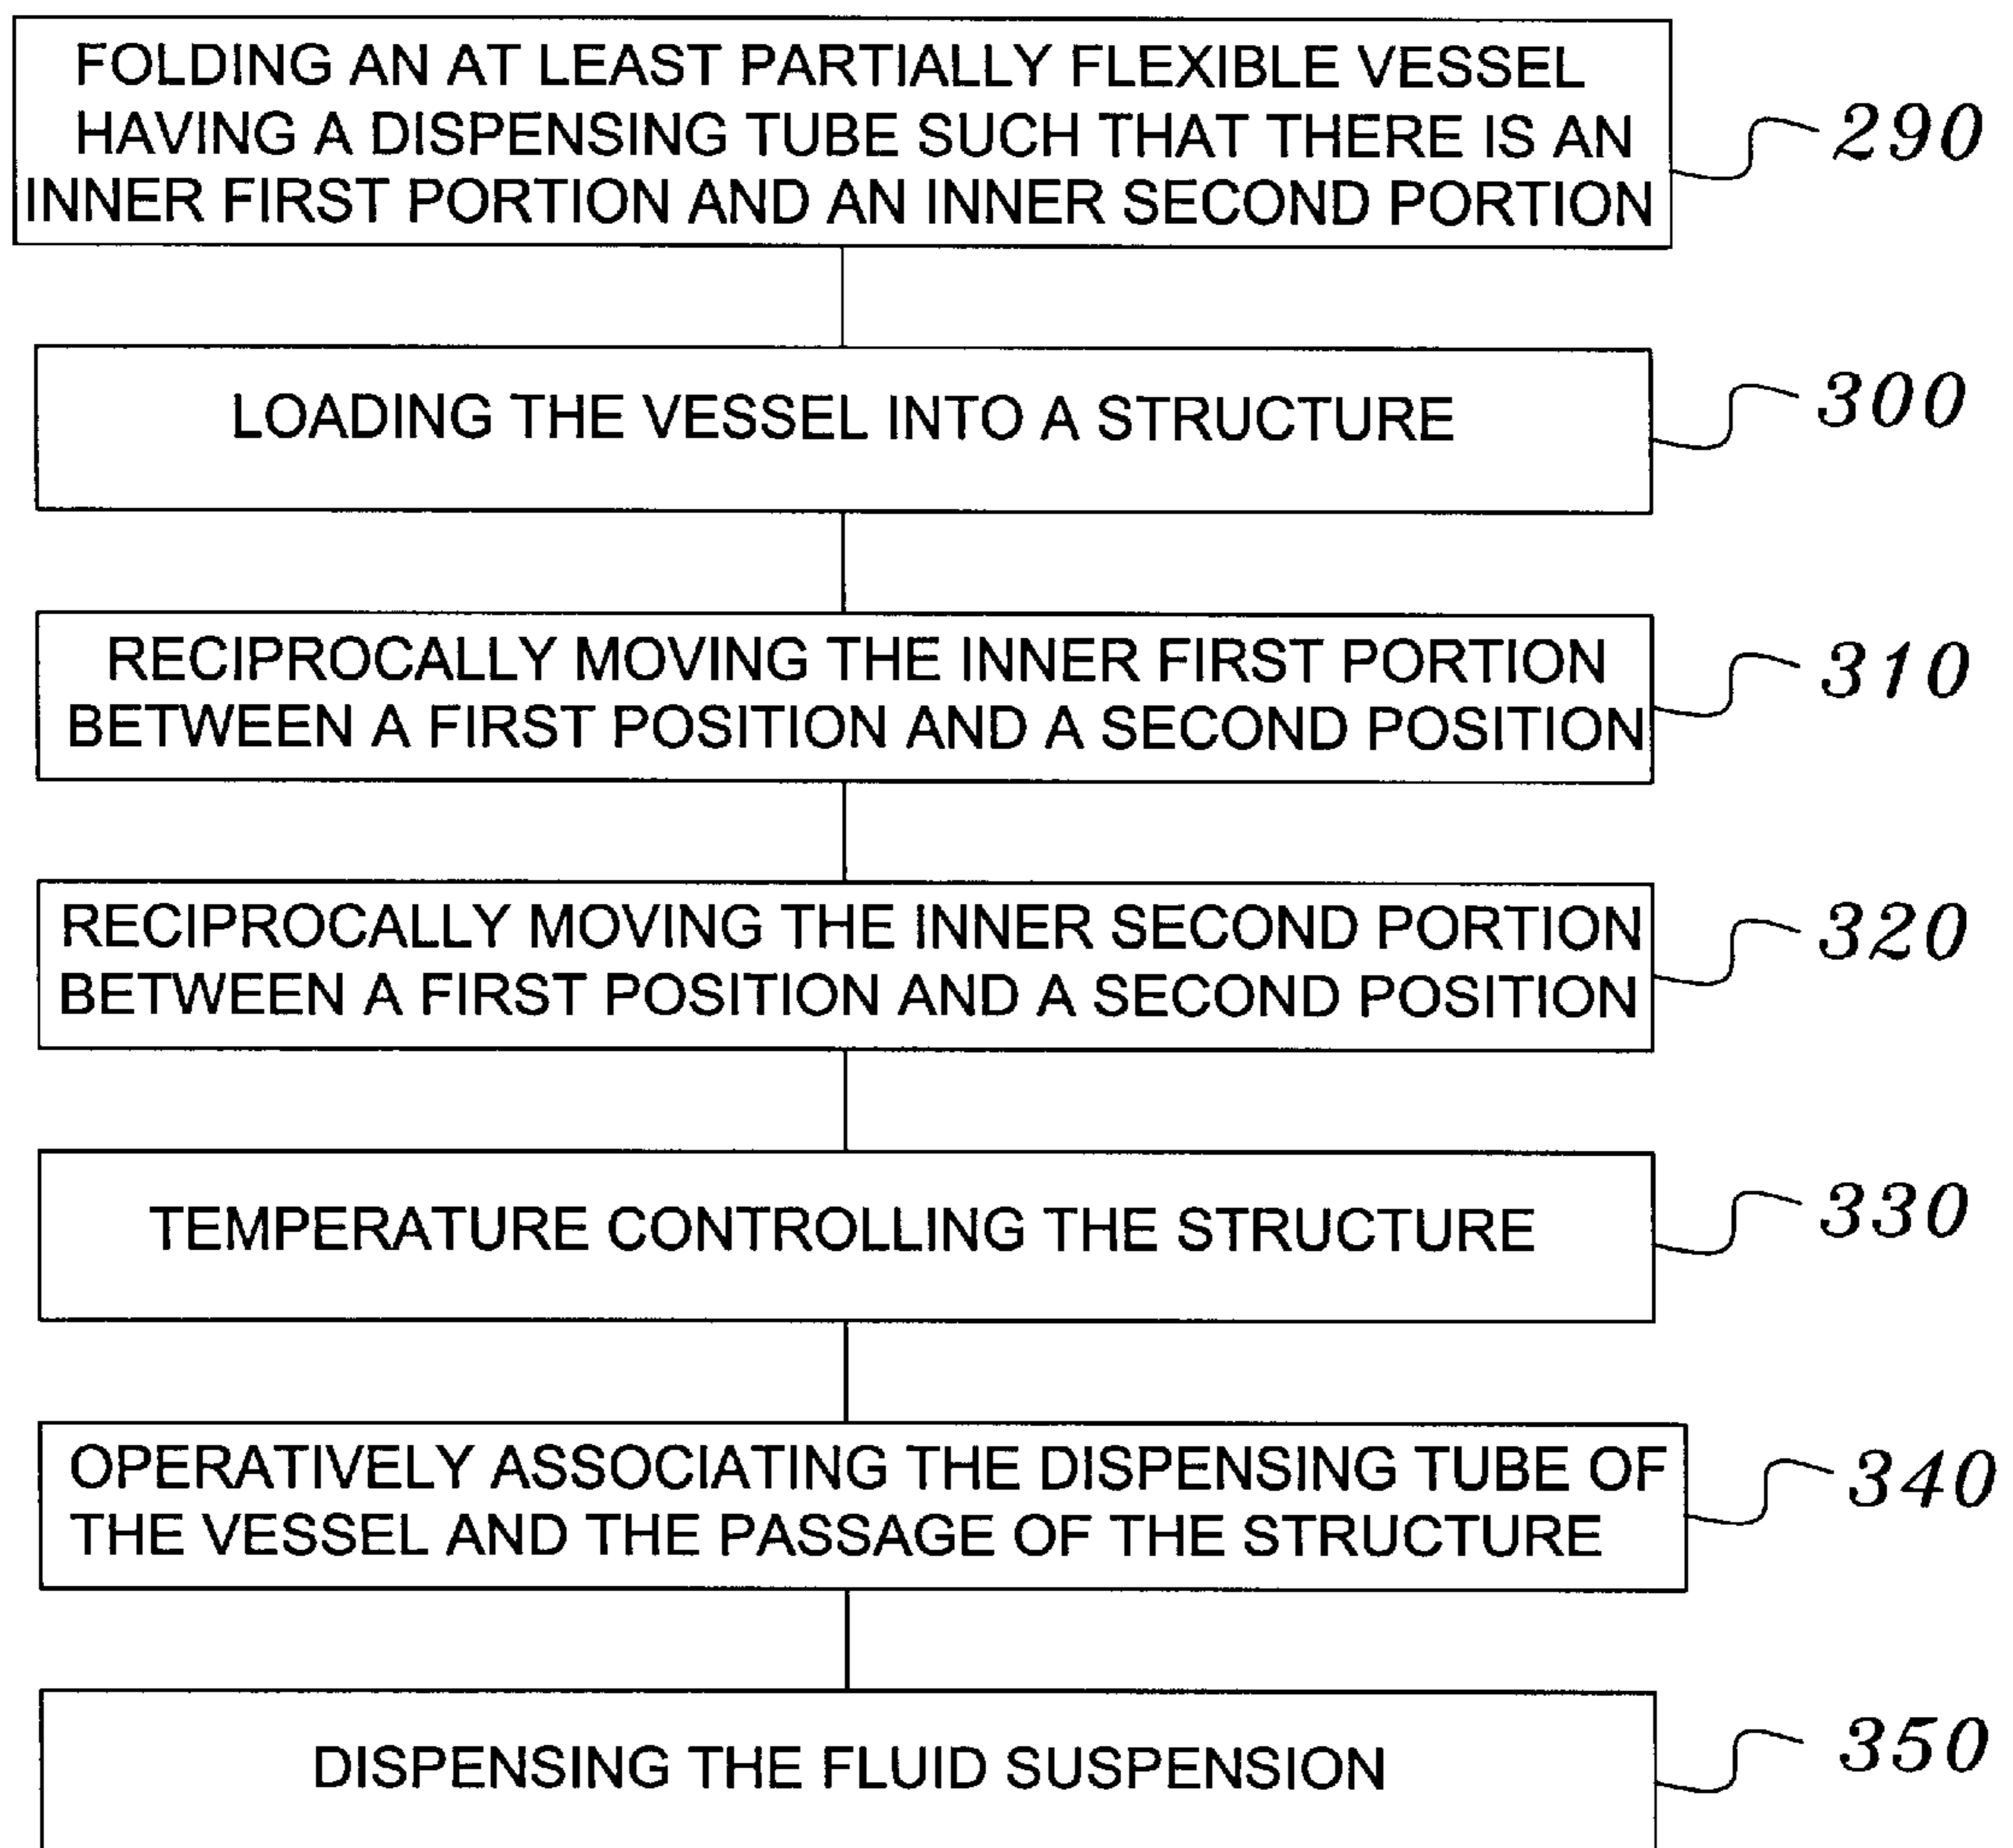 FOLDING AN AT LEAST PARTIALLY FLEXIBLE VESSEL
HAVING A DISPENSING TUBE SUCH THAT THERE IS AN
INNER FIRST PORTION AND AN INNER SECOND PORTION
290
LOADING THE VESSEL INTO A STRUCTURE
300
RECIPROCALLY MOVING THE INNER FIRST PORTION
BETWEEN A FIRST POSITION AND A SECOND POSITION
310
RECIPROCALLY MOVING THE INNER SECOND PORTION
BETWEEN A FIRST POSITION AND A SECOND POSITION
320
TEMPERATURE CONTROLLING THE STRUCTURE
330
OPERATIVELY ASSOCIATING THE DISPENSING TUBE OF
THE VESSEL AND THE PASSAGE OF THE STRUCTURE
340
DISPENSING THE FLUID SUSPENSION
350